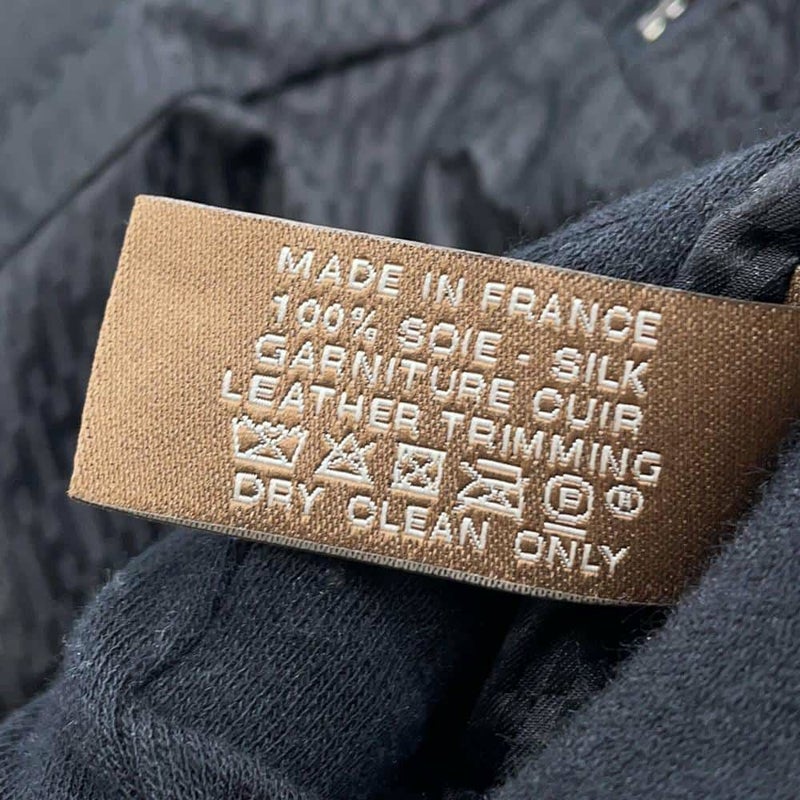 MADE IN FRANCE
100% SOIE - SILK
GARNITURE CUIR
LEATHER TRIMMING
F ®
DRY CLEAN ONLY